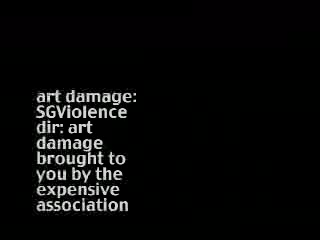 art damage:
SGViolence
dir: art
damage
brought to
you by the
expensive
association